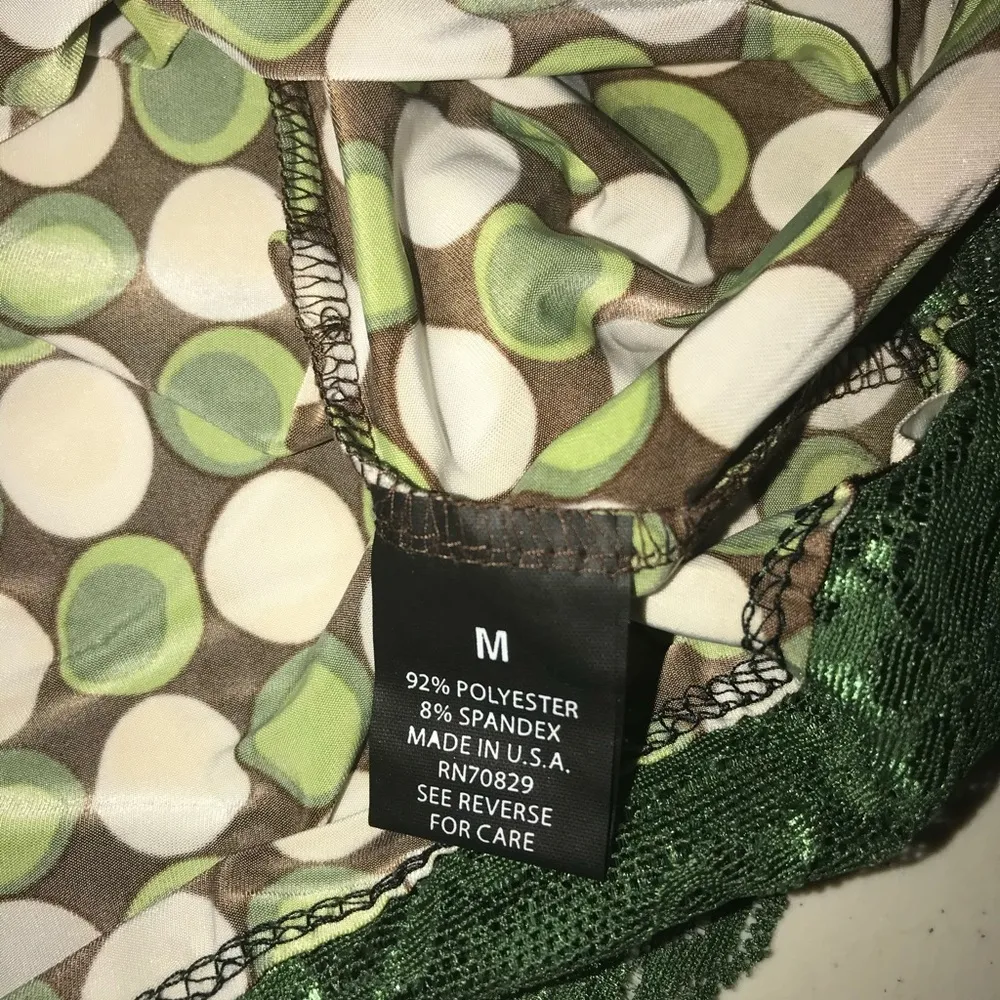 M
92% POLYESTER
8% SPANDEX
MADE IN U.S.A.
RN70829
SEE REVERSE
FOR CARE